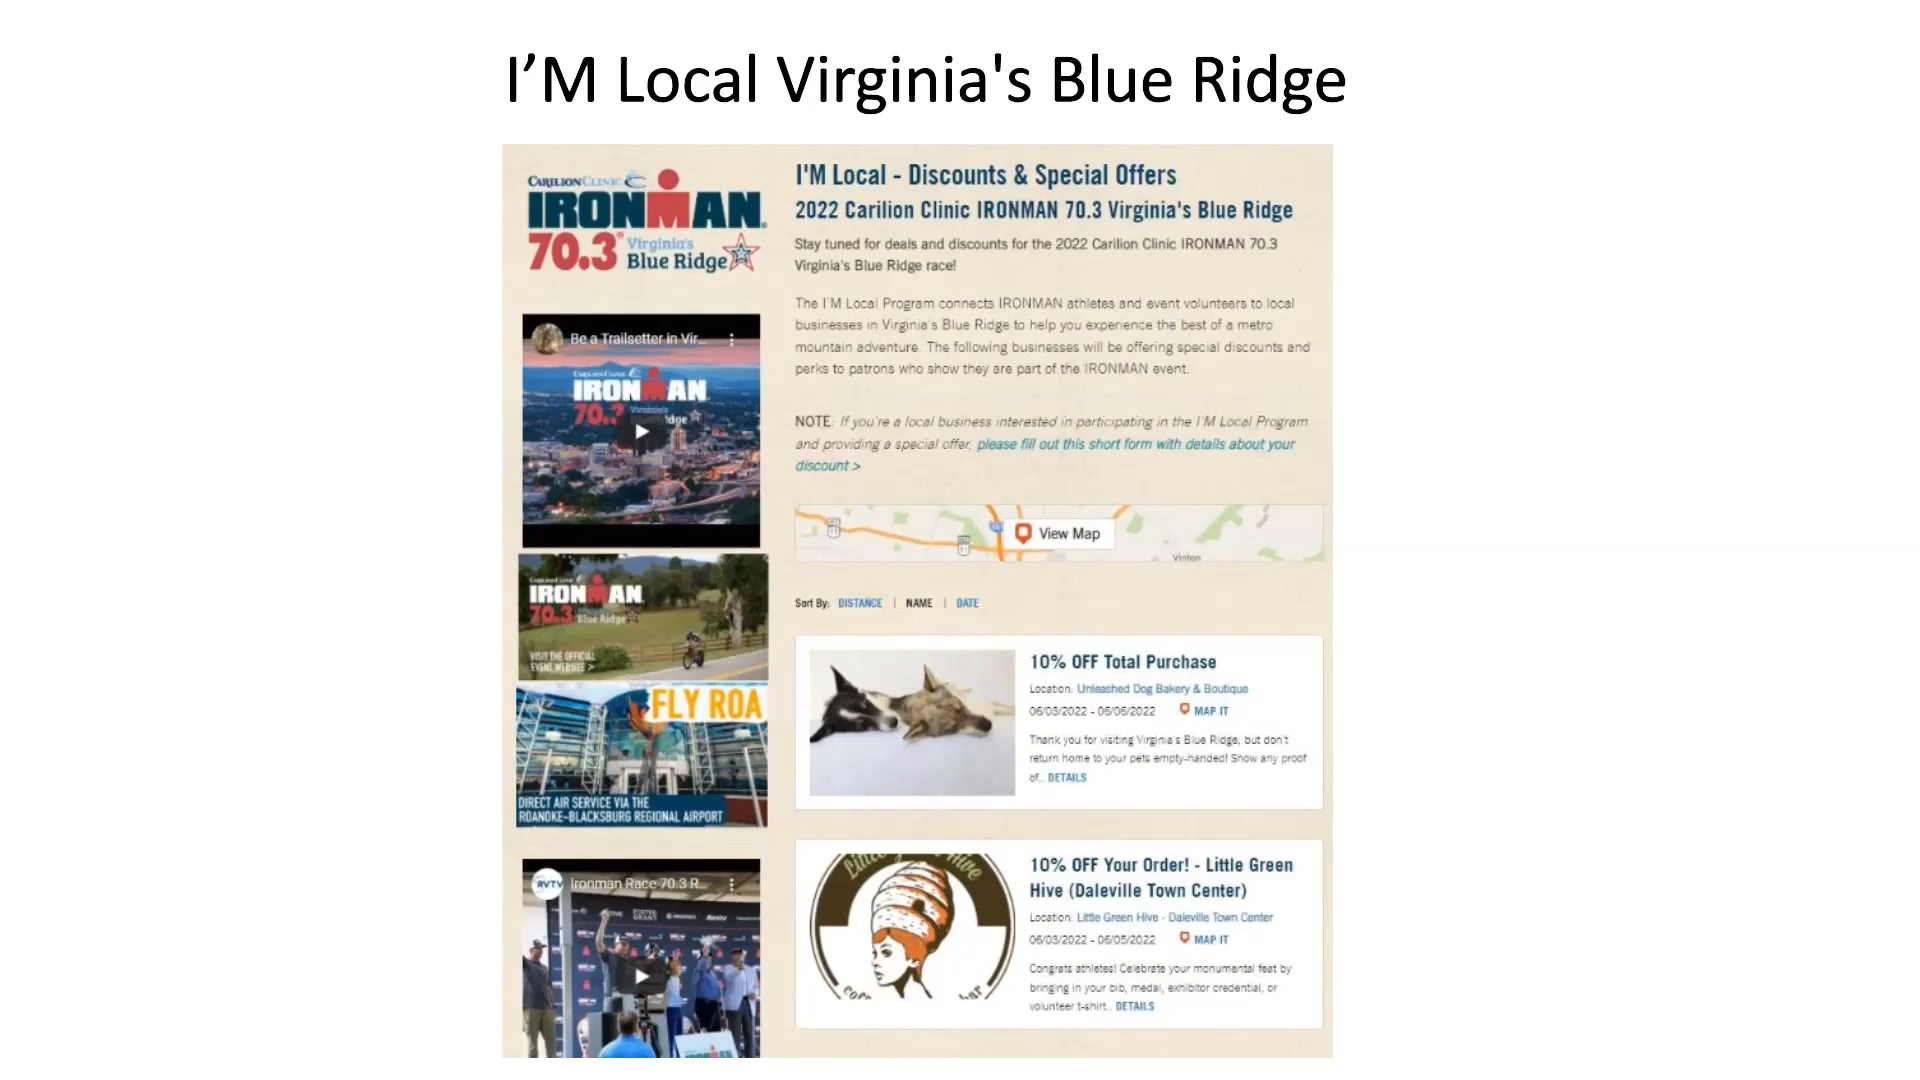 I’M Local Virginia's Blue Ridge
CARILION CLINIC
IRONMAN
70.3 Virginia's
Blue Ridge
Be a Trailsetter in Vir...
CARILION CLINIC
IRONMAN
70.3 Virginia's
Ridge
CARILION CLINIC
IRONMAN
70.3
Blue Ridge
VISIT THE OFFICIAL
EVENT WEBSITE >
FLY ROA
DIRECT AIR SERVICE VIA THE
ROANOKE-BLACKSBURG REGIONAL AIRPORT
RVTV Ironman Race 70.3 R...
FOSTER
GRANT
I'M Local - Discounts & Special Offers
2022 Carilion Clinic IRONMAN 70.3 Virginia's Blue Ridge
Stay tuned for deals and discounts for the 2022 Carilion Clinic IRONMAN 70.3
Virginia's Blue Ridge race!
The I'M Local Program connects IRONMAN athletes and event volunteers to local
businesses in Virginia's Blue Ridge to help you experience the best of a metro
mountain adventure. The following businesses will be offering special discounts and
perks to patrons who show they are part of the IRONMAN event.
NOTE: If you're a local business interested in participating in the I'M Local Program
and providing a special offer, please fill out this short form with details about your
discount >
View Map
Vinton
Sort By: DISTANCE | NAME | DATE
10% OFF Total Purchase
Location: Unleashed Dog Bakery & Boutique
06/03/2022 - 06/06/2022 MAP IT
Thank you for visiting Virginia's Blue Ridge, but don't
return home to your pets empty-handed! Show any proof
of... DETAILS
Little Green Hive
10% OFF Your Order! - Little Green
Hive (Daleville Town Center)
Location: Little Green Hive - Daleville Town Center
06/03/2022 - 06/05/2022 MAP IT
Congrats athletes! Celebrate your monumental feat by
bringing in your bib, medal, exhibitor credential, or
volunteer t-shirt... DETAILS